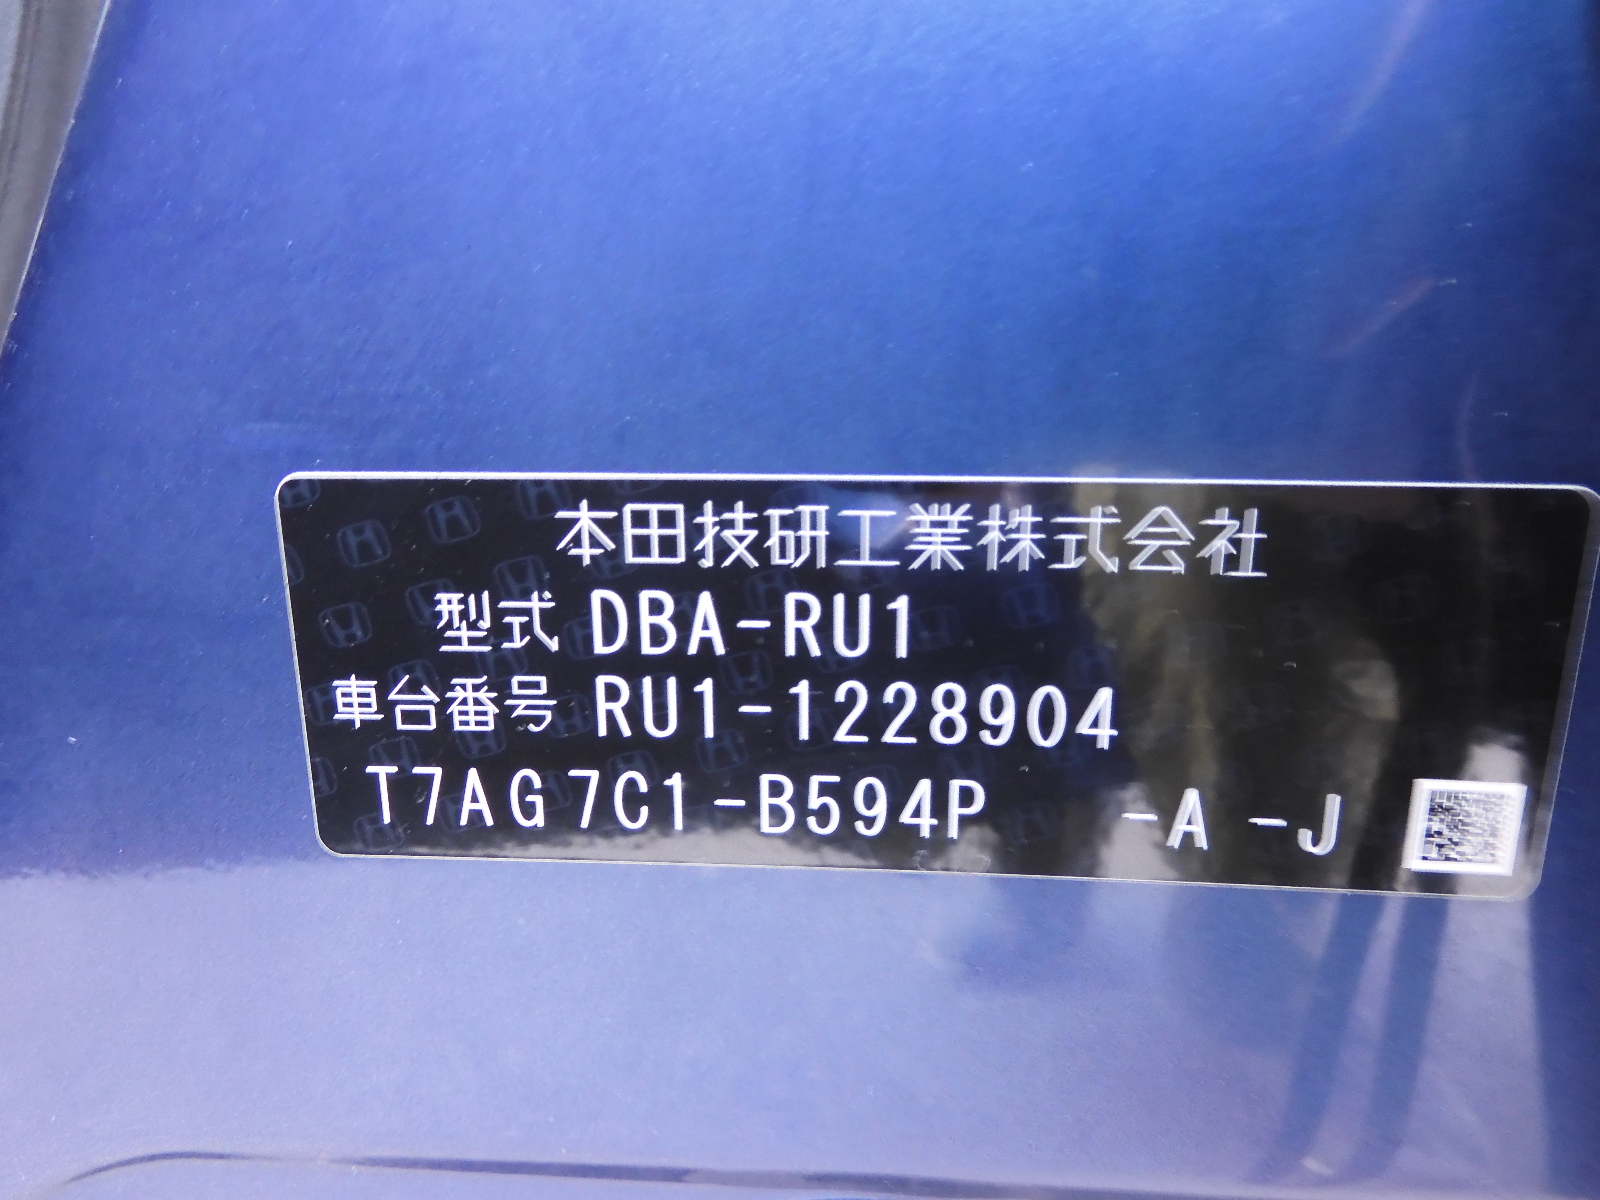 本田技研工業株式会社
型式 DBA-RU1
車台番号 RU1-1228904
T7AG7C1-B594P -A -J